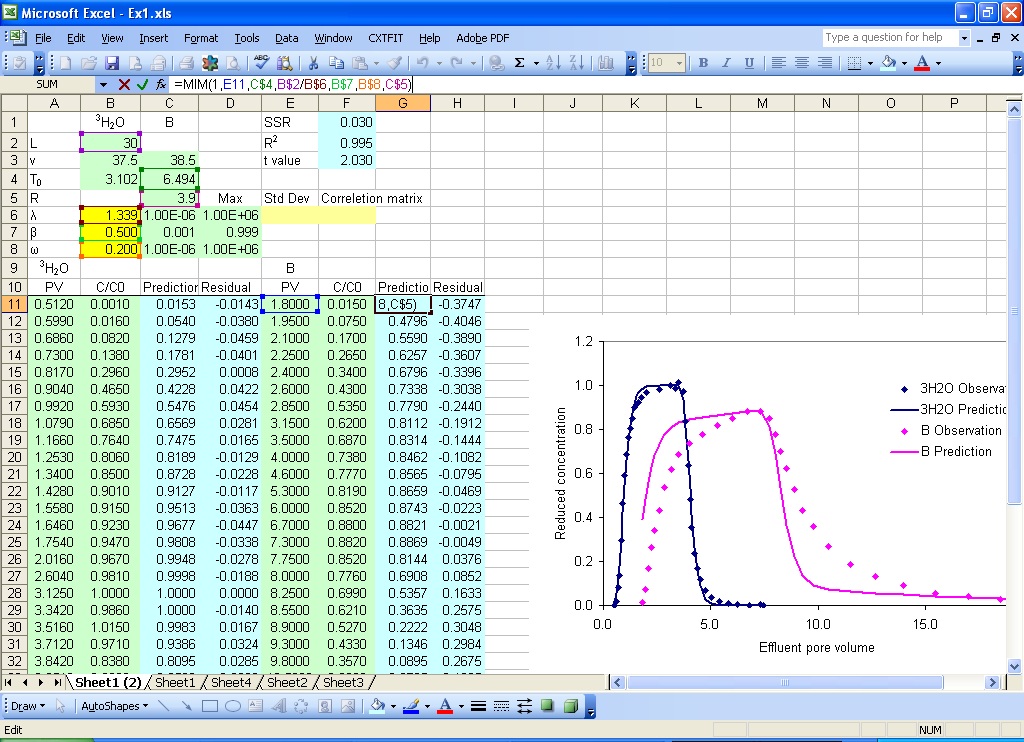 Microsoft Excel - Ex1.xls
File Edit View Insert Format Tools Data Window CXTFIT Help Adobe PDF Type a question for help
10 B I U A
SUM =MIM(1,E11,C$4,B$2/B$6,B$7,B$8,C$5)
A B C D E F G H I J K L M N O P
1 ³H₂O B SSR 0.030
2 L 30 R² 0.995
3 v 37.5 38.5 t value 2.030
4 T₀ 3.102 6.494
5 R 3.9 Max Std Dev Correletion matrix
6 λ 1.339 1.00E-06 1.00E+06
7 β 0.500 0.001 0.999
8 ω 0.200 1.00E-06 1.00E+06
9 ³H₂O B
10 PV C/C0 Prediction Residual PV C/C0 Predictio Residual
11 0.5120 0.0010 0.0153 -0.0143 1.8000 0.0150 8,C$5) -0.3747
12 0.5990 0.0160 0.0540 -0.0380 1.9500 0.0750 0.4796 -0.4046
13 0.6860 0.0820 0.1279 -0.0459 2.1000 0.1700 0.5590 -0.3890
14 0.7300 0.1380 0.1781 -0.0401 2.2500 0.2650 0.6257 -0.3607
15 0.8170 0.2960 0.2952 0.0008 2.4000 0.3400 0.6796 -0.3396
16 0.9040 0.4650 0.4228 0.0422 2.6000 0.4300 0.7338 -0.3038
17 0.9920 0.5930 0.5476 0.0454 2.8500 0.5350 0.7790 -0.2440
18 1.0790 0.6850 0.6569 0.0281 3.1500 0.6200 0.8112 -0.1912
19 1.1660 0.7640 0.7475 0.0165 3.5000 0.6870 0.8314 -0.1444
20 1.2530 0.8060 0.8189 -0.0129 4.0000 0.7380 0.8462 -0.1082
21 1.3400 0.8500 0.8728 -0.0228 4.6000 0.7770 0.8565 -0.0795
22 1.4280 0.9010 0.9127 -0.0117 5.3000 0.8190 0.8659 -0.0469
23 1.5580 0.9150 0.9513 -0.0363 6.0000 0.8520 0.8743 -0.0223
24 1.6460 0.9230 0.9677 -0.0447 6.7000 0.8800 0.8821 -0.0021
25 1.7540 0.9470 0.9808 -0.0338 7.3000 0.8820 0.8869 -0.0049
26 2.0160 0.9670 0.9948 -0.0278 7.7500 0.8520 0.8144 0.0376
27 2.6040 0.9810 0.9998 -0.0188 8.0000 0.7760 0.6908 0.0852
28 3.1250 1.0000 1.0000 0.0000 8.2500 0.6990 0.5357 0.1633
29 3.3420 0.9860 1.0000 -0.0140 8.5500 0.6210 0.3635 0.2575
30 3.5160 1.0150 0.9983 0.0167 8.9000 0.5270 0.2222 0.3048
31 3.7120 0.9710 0.9386 0.0324 9.3000 0.4330 0.1346 0.2984
32 3.8420 0.8380 0.8095 0.0285 9.8000 0.3570 0.0895 0.2675
1.2
1.0
0.8
0.6
0.4
0.2
0.0
Reduced concentration
0.0 5.0 10.0 15.0
Effluent pore volume
3H2O Observa
3H2O Predictio
B Observation
B Prediction
Sheet1 (2) Sheet1 Sheet4 Sheet2 Sheet3
Draw AutoShapes A
Edit NUM